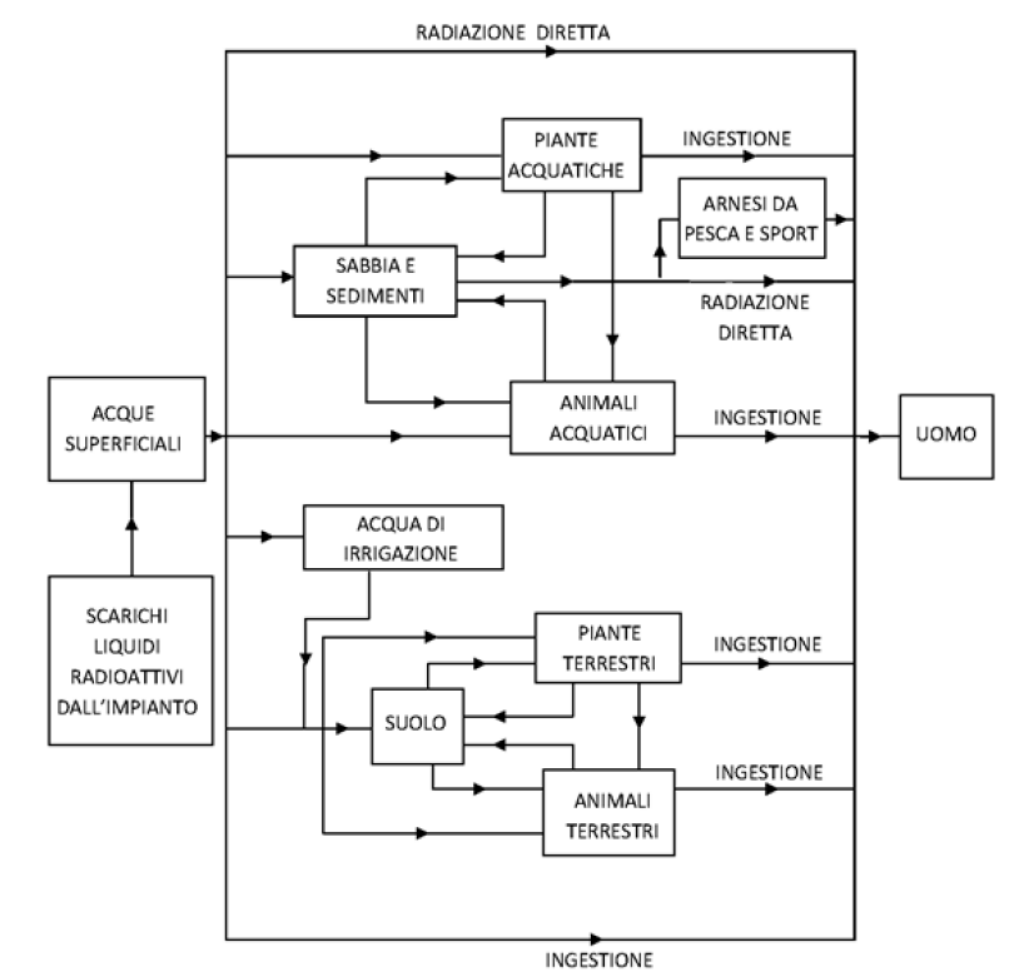 RADIAZIONE DIRETTA
PIANTE
ACQUATICHE
INGESTIONE
ARNESI DA
PESCA E SPORT
SABBIA E
SEDIMENTI
RADIAZIONE
DIRETTA
ACQUE
SUPERFICIALI
ANIMALI
ACQUATICI
INGESTIONE
UOMO
ACQUA DI
IRRIGAZIONE
SCARICHI
LIQUIDI
RADIOATTIVI
DALL'IMPIANTO
PIANTE
TERRESTRI
INGESTIONE
SUOLO
ANIMALI
TERRESTRI
INGESTIONE
INGESTIONE